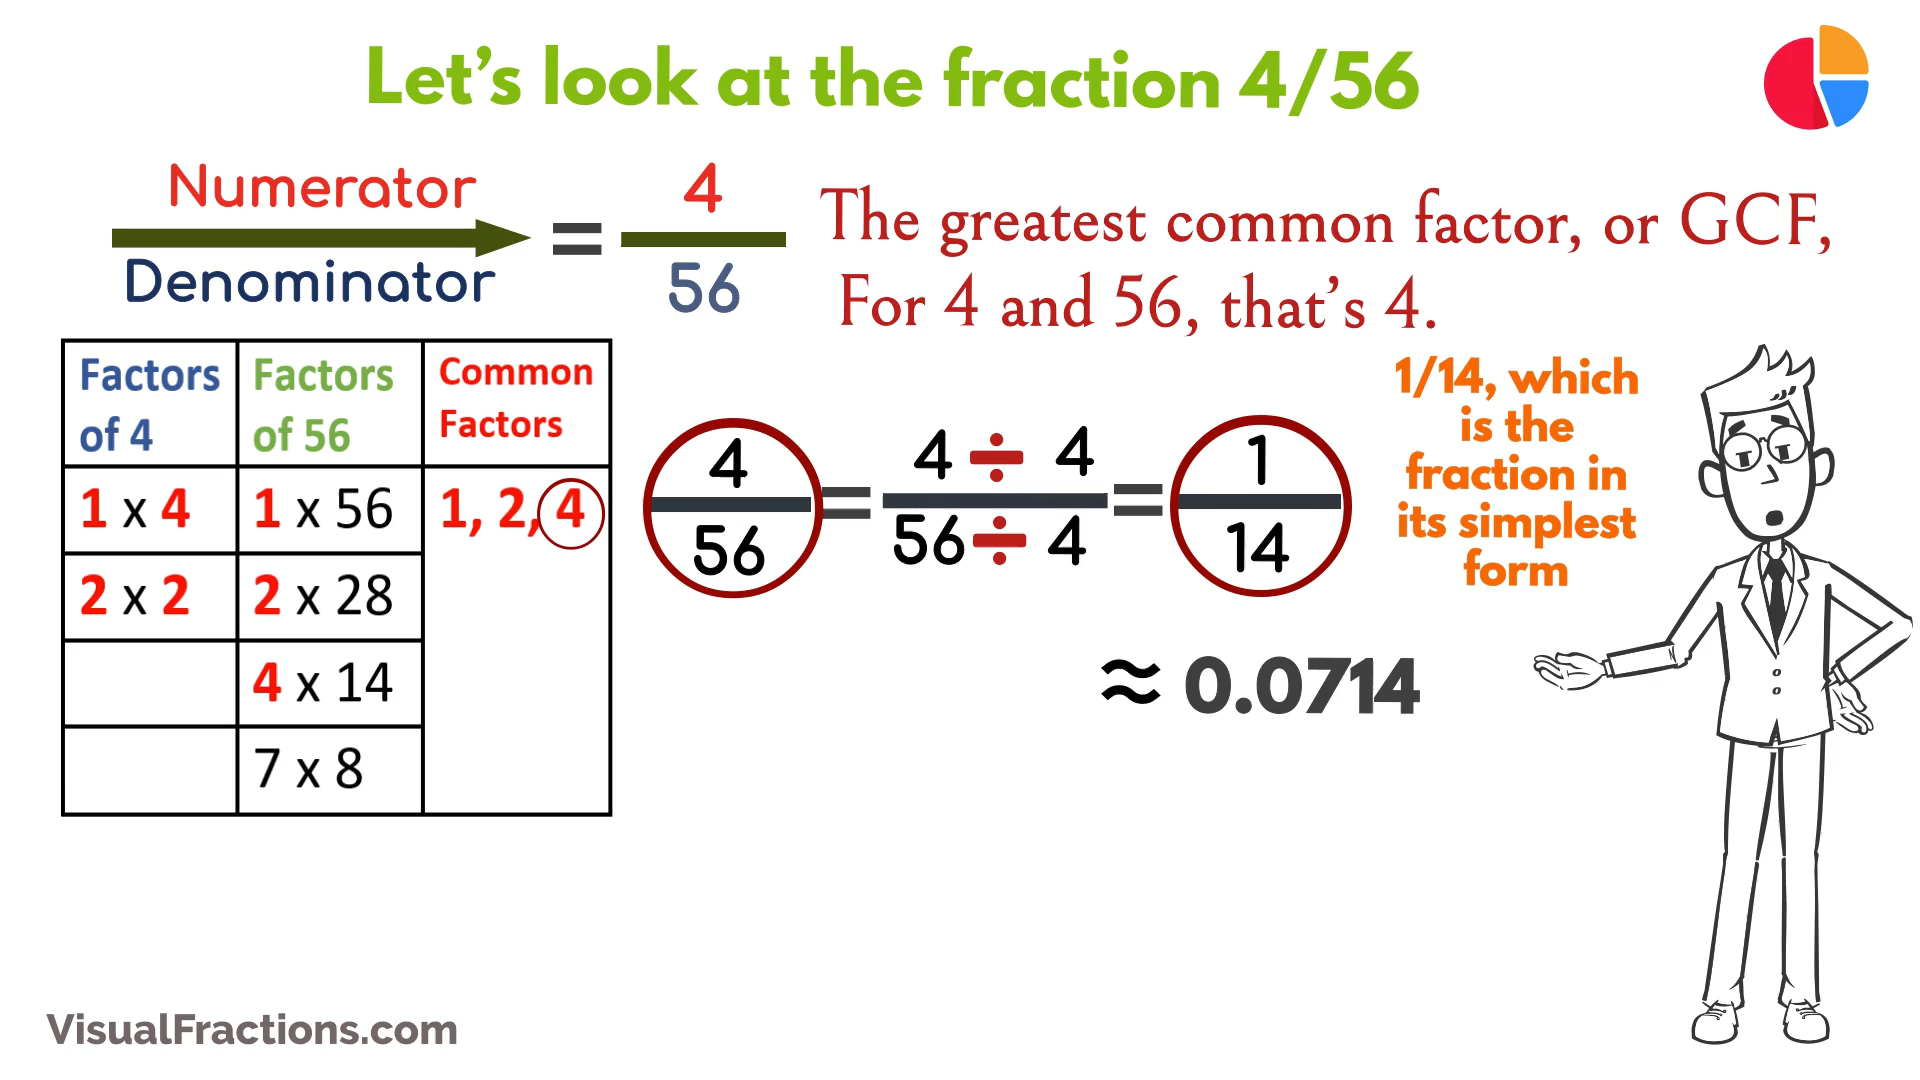 Let's look at the fraction 4/56
Numerator
Denominator
=
4
56
The greatest common factor, or GCF,
For 4 and 56, that's 4.
Factors of 4
Factors of 56
Common Factors
1 x 4
1 x 56
1, 2, 4
2 x 2
2 x 28
4 x 14
7 x 8
4
56
=
4 ÷ 4
56 ÷ 4
=
1
14
1/14, which
is the
fraction in
its simplest
form
≈ 0.0714
VisualFractions.com